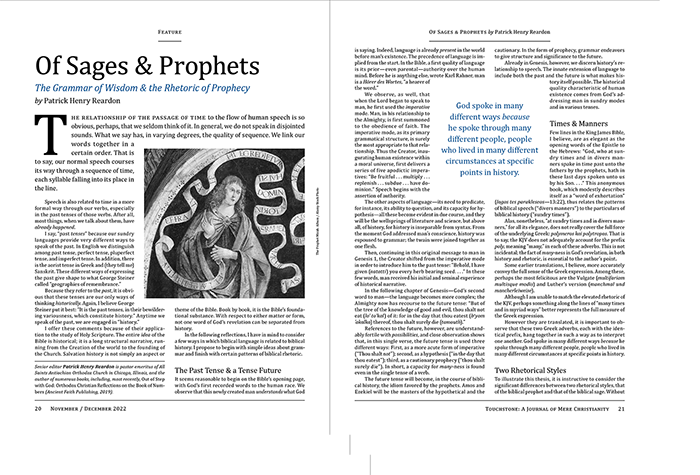 FEATURE
Of Sages & Prophets
The Grammar of Wisdom & the Rhetoric of Prophecy
by Patrick Henry Reardon
THE RELATIONSHIP OF THE PASSAGE OF TIME to the flow of human speech is so
obvious, perhaps, that we seldom think of it. In general, we do not speak in disjointed
sounds. What we say has, in varying degrees, the quality of sequence. We link our
words together in a
certain order. That is
to say, our normal speech courses
its way through a sequence of time,
each syllable falling into its place in
the line.
Speech is also related to time in a more
formal way through our verbs, especially
in the past tenses of those verbs. After all,
most things, when we talk about them, have
already happened.
I say, "past tenses" because our sundry
languages provide very different ways to
speak of the past. In English we distinguish
among past tense, perfect tense, pluperfect
tense, and imperfect tense. In addition, there
is the aorist tense in Greek and (they tell me)
Sanskrit. These different ways of expressing
the past give shape to what George Steiner
called "geographies of remembrance."
Because they refer to the past, it is obvi-
ous that these tenses are our only ways of
thinking historically. Again, I believe George
Steiner put it best: "It is the past tenses, in their bewilder-
ing variousness, which constitute history." Anytime we
speak of the past, we are engaged in "history."
I offer these comments because of their applica-
tion to the study of Holy Scripture. The entire idea of the
Bible is historical; it is a long structural narrative, run-
ning from the Creation of the world to the founding of
the Church. Salvation history is not simply an aspect or
theme of the Bible. Book by book, it is the Bible's founda-
tional substance. With respect to either matter or form,
not one word of God's revelation can be separated from
history.
In the following reflections, I have in mind to consider
a few ways in which biblical language is related to biblical
history. I propose to begin with simple ideas about gram-
mar and finish with certain patterns of biblical rhetoric.
The Past Tense & a Tense Future
It seems reasonable to begin on the Bible's opening page,
with God's first recorded words to the human race. We
observe that this newly created man understands what God
Senior editor Patrick Henry Reardon is pastor emeritus of All
Saints Antiochian Orthodox Church in Chicago, Illinois, and the
author of numerous books, including, most recently, Out of Step
with God: Orthodox Christian Reflections on the Book of Num-
bers (Ancient Faith Publishing, 2019).
20 NOVEMBER / DECEMBER 2022
OF SAGES & PROPHETS by Patrick Henry Reardon
is saying. Indeed, language is already present in the world
before man's existence. The precedence of language is im-
plied from the start. In the Bible, a first quality of language
is its prior—even parental—authority over the human
mind. Before he is anything else, wrote Karl Rahner, man
is a Hörer des Wortes, "a hearer of
the word."
We observe, as well, that
when the Lord began to speak to
man, he first used the imperative
mode. Man, in his relationship to
the Almighty, is first summoned
to the obedience of faith. The
imperative mode, as its primary
grammatical structure, is surely
the most appropriate to that rela-
tionship. Thus the Creator, inau-
gurating human existence within
a moral universe, first delivers a
series of five apodictic impera-
tives: "Be fruitful . . . multiply . . .
replenish . . . subdue . . . have do-
minion." Speech begins with the
assertion of authority.
The other aspects of language—its need to predicate,
for instance, its ability to question, and its capacity for hy-
pothesis—all these become evident in due course, and they
will be the wellsprings of literature and science, but above
all, of history, for history is inseparable from syntax. From
the moment God addressed man's conscience, history was
espoused to grammar: the twain were joined together as
one flesh.
Then, continuing in this original message to man in
Genesis 1, the Creator shifted from the imperative mode
in order to introduce him to the past tense: "Behold, I have
given (natatti) you every herb bearing seed. . . ." In these
few words, man received his initial and seminal experience
of historical narration.
In the following chapter of Genesis—God's second
word to man—the language becomes more complex; the
Almighty now has recourse to the future tense: "But of
the tree of the knowledge of good and evil, thou shalt not
eat
thereof, thou shalt surely die
References to the future, however, are understand-
ably fertile with possibilities, and close observation shows
that, in this single verse, the future tense is used three
different ways: First, as a more acute form of imperative
("Thou shalt not"); second, as a hypothesis ("in the day that
thou eatest"); third, as a cautionary prophecy ("thou shalt
surely die"). In short, a capacity for many-ness is found
even in the single tense of a verb.
The future tense will become, in the course of bibli-
cal history, the idiom favored by the prophets. Amos and
Ezekiel will be the masters of the hypothetical and the
cautionary. In the form of prophecy, grammar endeavors
to give structure and significance to the future.
Already in Genesis, however, we discern history's re-
lationship to speech. The innate extension of language to
include both the past and the future is what makes his-
tory itself possible. The historical
quality characteristic of human
existence comes from God's ad-
dressing man in sundry modes
and in various tenses.
God spoke in many
different ways because
he spoke through many
different people, people
who lived in many different
circumstances at specific
points in history.
Times & Manners
Few lines in the King James Bible,
I believe, are as elegant as the
opening words of the Epistle to
the Hebrews: "God, who at sun-
dry times and in divers man-
ners spake in time past unto the
fathers by the prophets, hath in
these last days spoken unto us
by his Son. . . ." This anonymous
book, which modestly describes
itself as a "word of exhortation"
(logos tes parakleseos—13:22), thus relates the patterns
of biblical speech ("divers manners") to the particulars of
biblical history ("sundry times").
Alas, nonetheless, "at sundry times and in divers man-
ners," for all its elegance, does not really cover the full force
of the underlying Greek: polymeros kai polytropos. That is
to say, the KJV does not adequately account for the prefix
poly, meaning "many," in each of these adverbs. This is not
incidental; the fact of many-ness in God's revelation, in both
history and rhetoric, is essential to the author's point.
Some earlier translations, I believe, more accurately
convey the full sense of the Greek expression. Among these,
perhaps the most felicitous are the Vulgate (multifariam
multisque modis) and Luther's version (manchmal und
mancherleiweise).
Although I am unable to match the elevated rhetoric of
the KJV, perhaps something along the lines of "many times
and in myriad ways" better represents the full measure of
the Greek expression.
However they are translated, it is important to ob-
serve that these two Greek adverbs, each with the iden-
tical prefix, hang together in such a way as to interpret
one another. God spoke in many different ways because he
spoke through many different people, people who lived in
many different circumstances at specific points in history.
Two Rhetorical Styles
To illustrate this thesis, it is instructive to consider the
significant differences between two rhetorical styles, that
of the biblical prophet and that of the biblical sage. Without
TOUCHSTONE: A JOURNAL OF MERE CHRISTIANITY 21